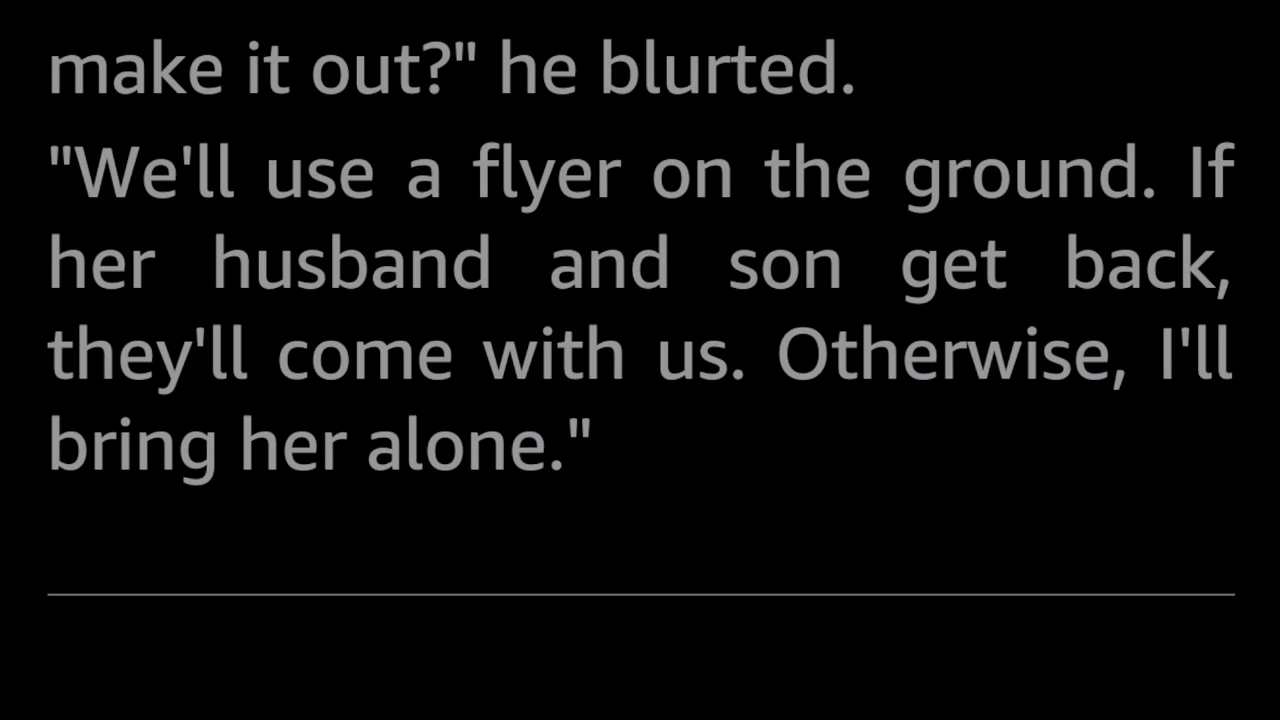 make it out?" he blurted.
"We'll use a flyer on the ground. If
her husband and son get back,
they'll come with us. Otherwise, I'll
bring her alone."